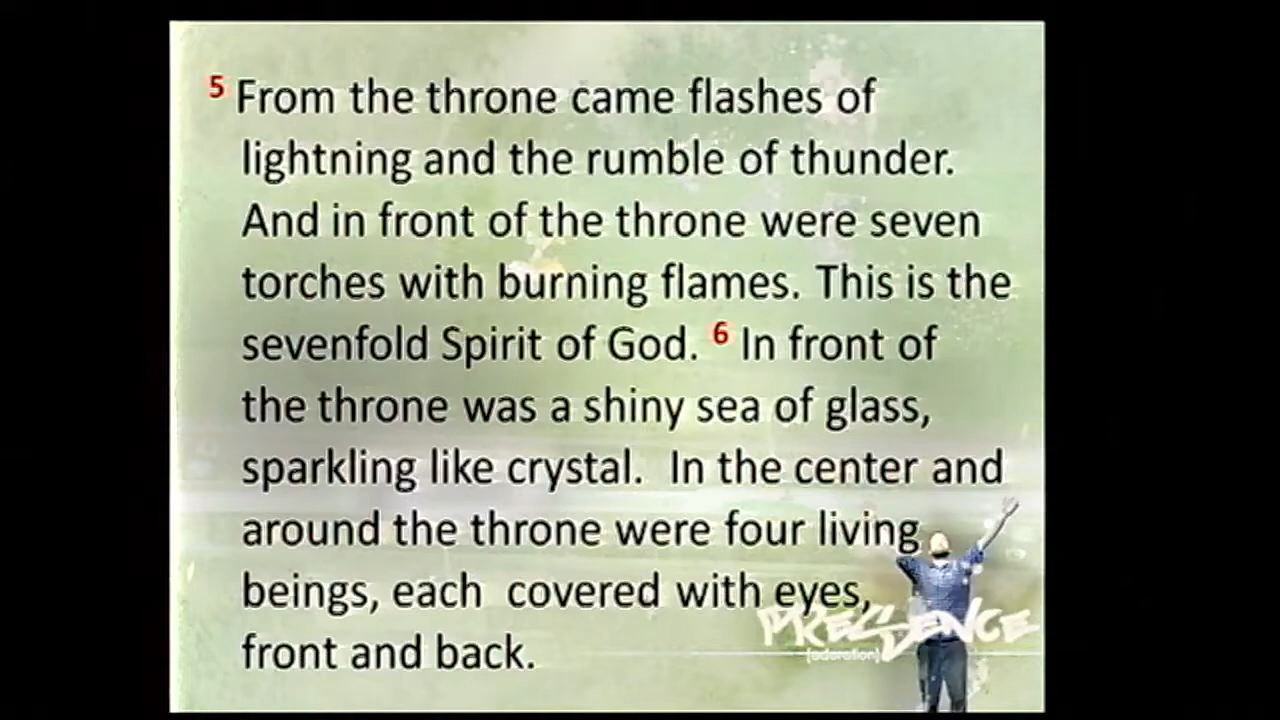 5 From the throne came flashes of
lightning and the rumble of thunder.
And in front of the throne were seven
torches with burning flames. This is the
sevenfold Spirit of God. 6 In front of
the throne was a shiny sea of glass,
sparkling like crystal. In the center and
around the throne were four living
beings, each covered with eyes,
front and back.
PRESENCE
[adoration]